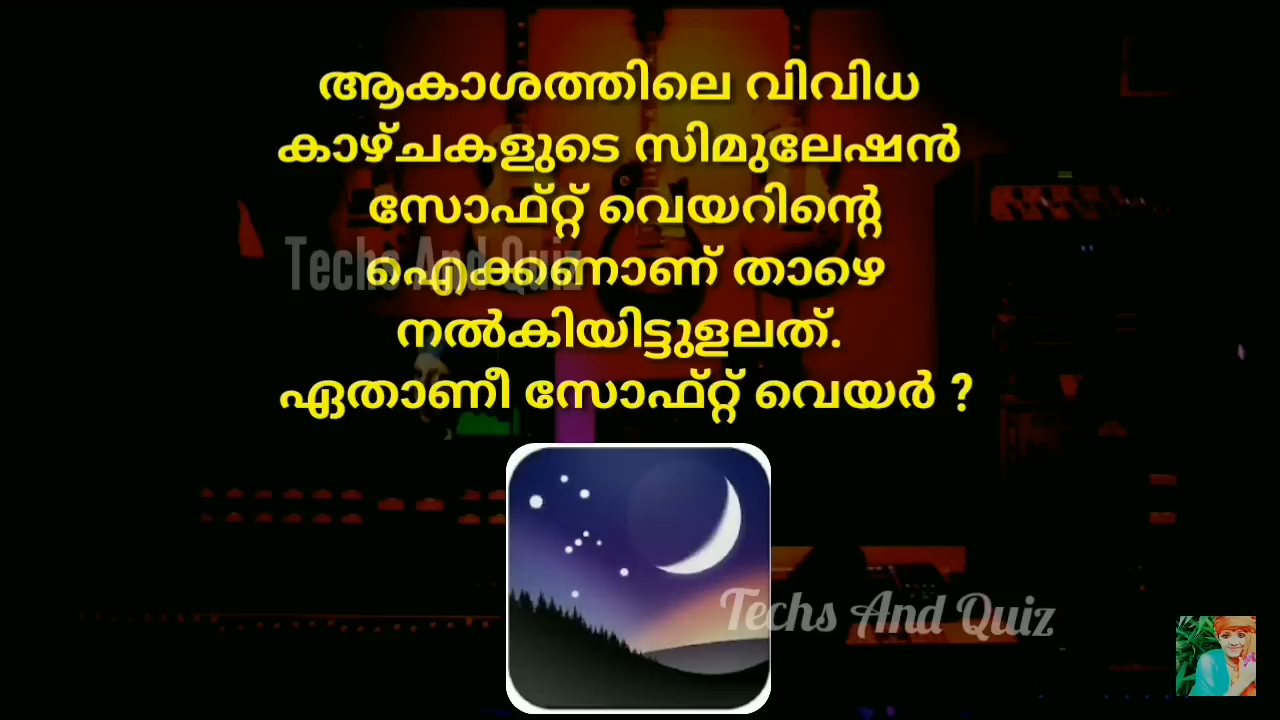 ആകാശത്തിലെ വിവിധ
കാഴ്ചകളുടെ സിമുലേഷൻ
സോഫ്റ്റ് വെയറിന്റെ
Techs And Quiz
ഐക്കണാണ് താഴെ
നൽകിയിട്ടുളലത്.
ഏതാണീ സോഫ്റ്റ് വെയർ ?
Techs And Quiz